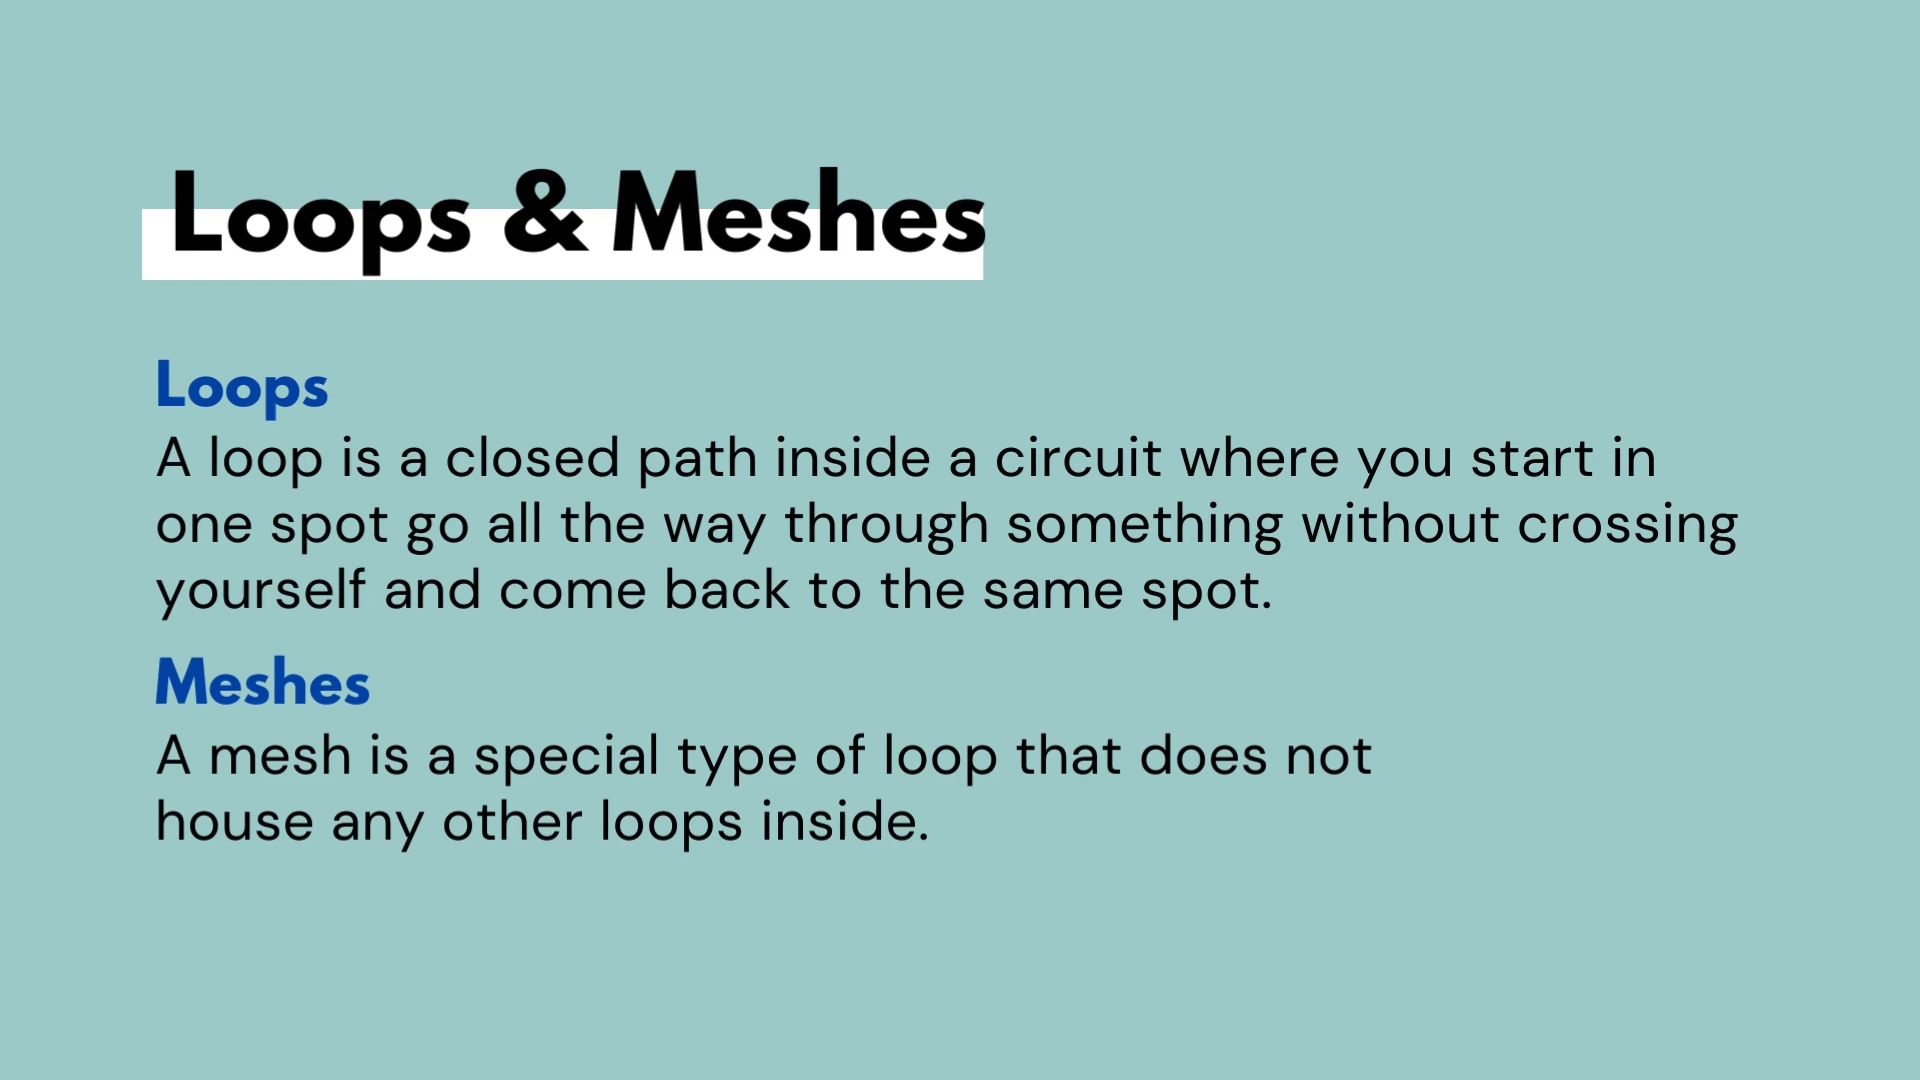 Loops & Meshes
Loops
A loop is a closed path inside a circuit where you start in
one spot go all the way through something without crossing
yourself and come back to the same spot.
Meshes
A mesh is a special type of loop that does not
house any other loops inside.